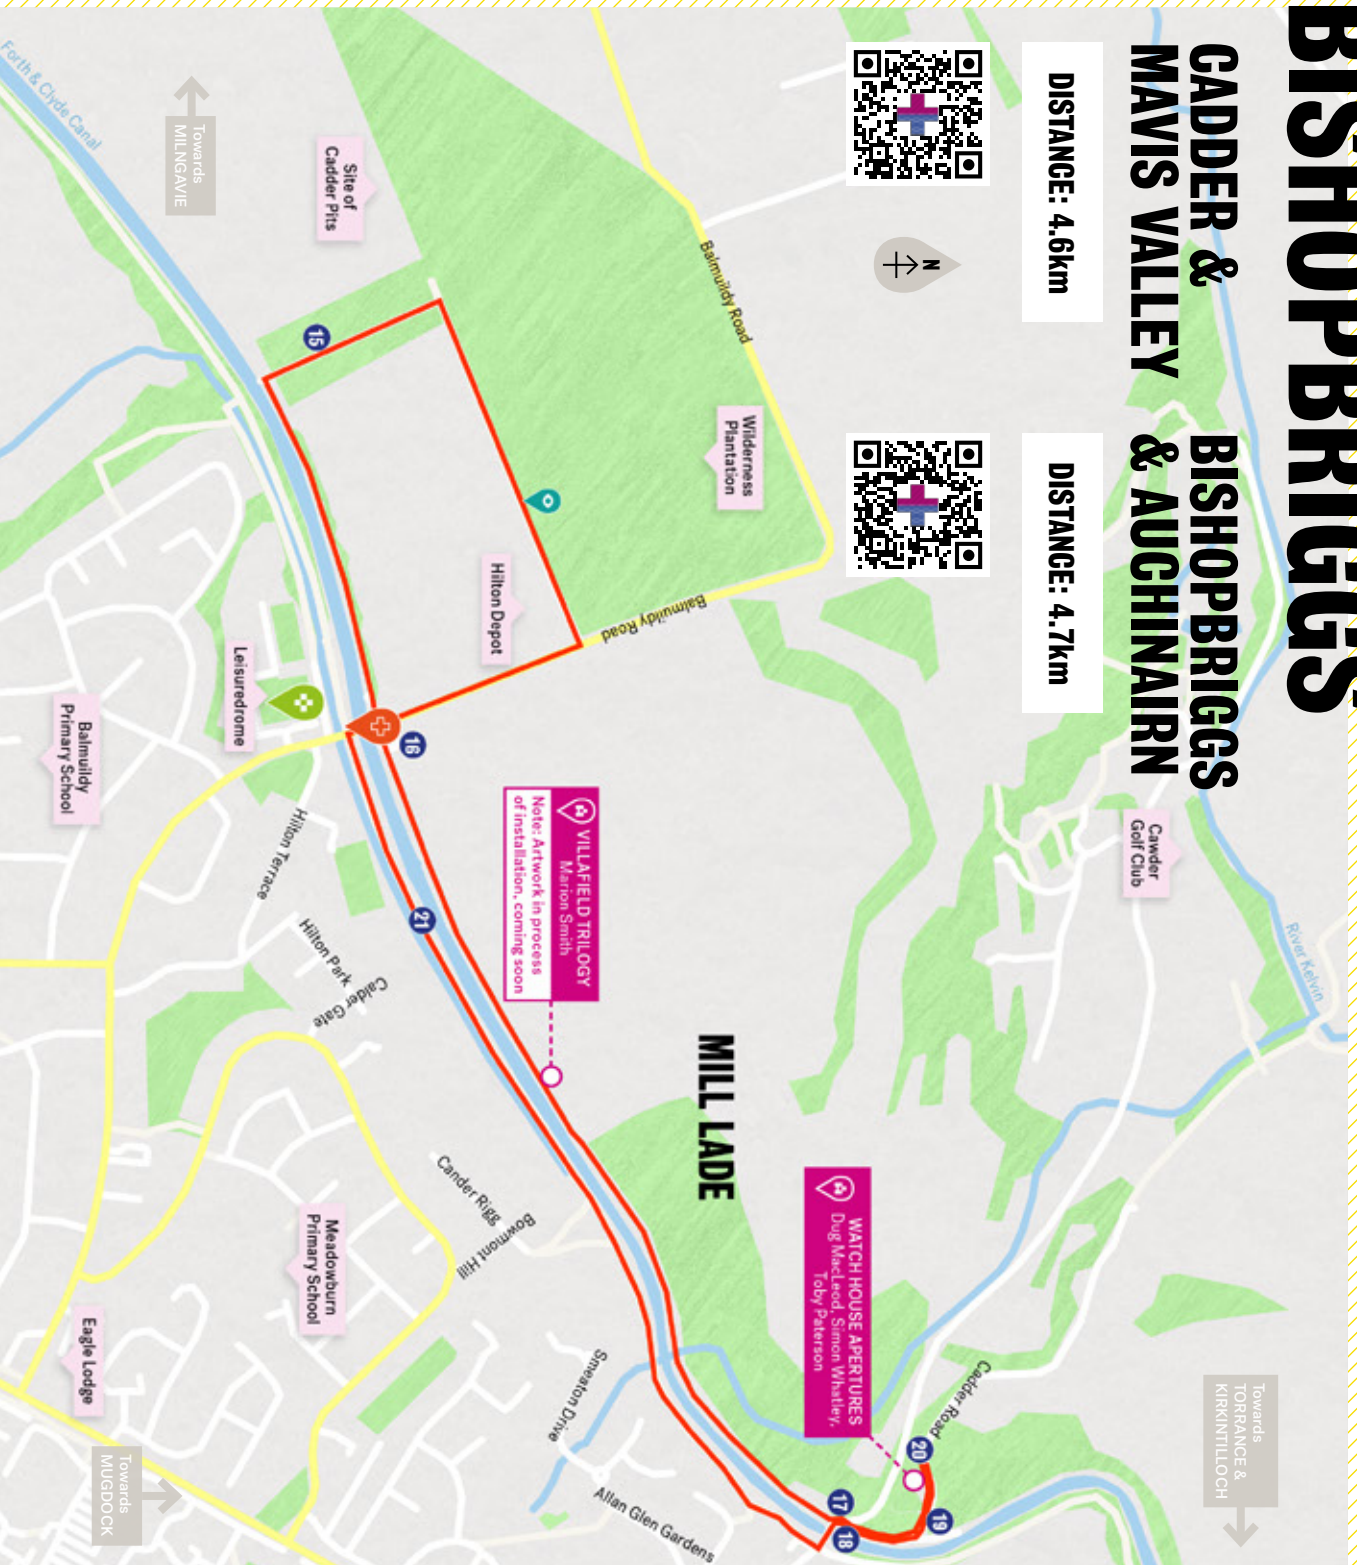 BISHOPBRIGGS
CADDER &
MAVIS VALLEY
DISTANCE: 4.6km
BISHOPBRIGGS
& AUCHINAIRN
DISTANCE: 4.7km
N
Cawder
Golf Club
River Kelvin
Towards
TORRANCE &
KIRKINTILLOCH
Balmuildy Road
Wilderness
Plantation
Balmuildy Road
MILL LADE
WATCH HOUSE APERTURES
Dug MacLeod, Simon Whatley,
Toby Paterson
Cadder Road
20
19
17
18
VILLAFIELD TRILOGY
Marion Smith
Note: Artwork in process
of installation, coming soon
Hilton Depot
Site of
Cadder Pits
15
16
21
Towards
MILNGAVIE
Forth & Clyde Canal
Leisuredrome
Hilton Terrace
Hilton Park
Calder Gate
Cander Rigg
Bowmont Hill
Smeaton Drive
Allan Glen Gardens
Meadowburn
Primary School
Balmuildy
Primary School
Eagle Lodge
Towards
MUGDOCK